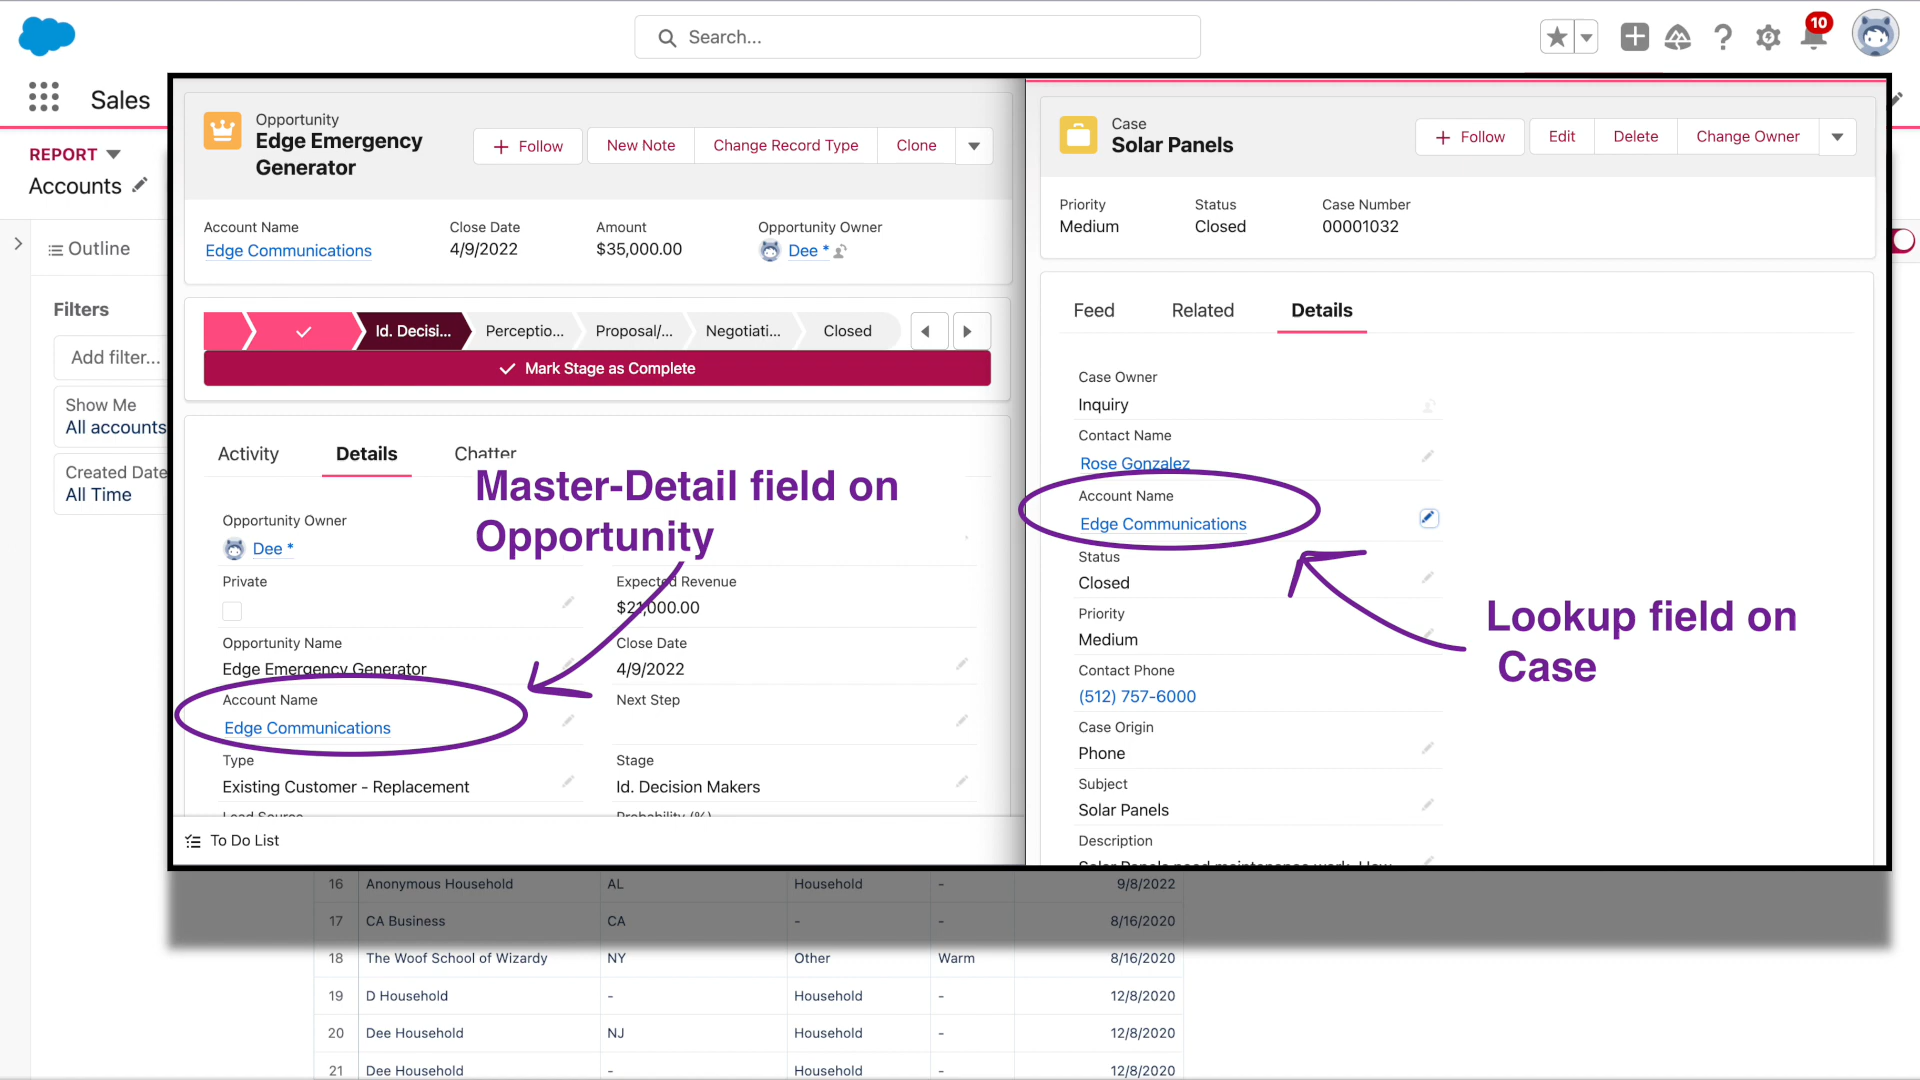 Search...
10
Sales
REPORT
Accounts
Outline
Filters
Add filter...
Show Me
All accounts
Created Date
All Time
Opportunity
Edge Emergency
Generator
Follow
New Note
Change Record Type
Clone
Account Name
Close Date
Amount
Opportunity Owner
Edge Communications
4/9/2022
$35,000.00
Dee *
Id. Decisi...
Perceptio...
Proposal/...
Negotiati...
Closed
Mark Stage as Complete
Activity
Details
Chatter
Master-Detail field on
Opportunity
Opportunity Owner
Dee *
Private
Expected Revenue
$21,000.00
Opportunity Name
Close Date
Edge Emergency Generator
4/9/2022
Account Name
Next Step
Edge Communications
Type
Stage
Existing Customer - Replacement
Id. Decision Makers
Lead Source
Probability (%)
To Do List
Case
Solar Panels
Follow
Edit
Delete
Change Owner
Priority
Status
Case Number
Medium
Closed
00001032
Feed
Related
Details
Case Owner
Inquiry
Contact Name
Rose Gonzalez
Account Name
Edge Communications
Status
Closed
Priority
Medium
Contact Phone
(512) 757-6000
Case Origin
Phone
Subject
Solar Panels
Description
Solar Panels need maintenance work. How
Lookup field on
Case
16 Anonymous Household AL Household - 9/8/2022
17 CA Business CA - - 8/16/2020
18 The Woof School of Wizardy NY Other Warm 8/16/2020
19 D Household - Household - 12/8/2020
20 Dee Household NJ Household - 12/8/2020
21 Dee Household - Household - 12/8/2020